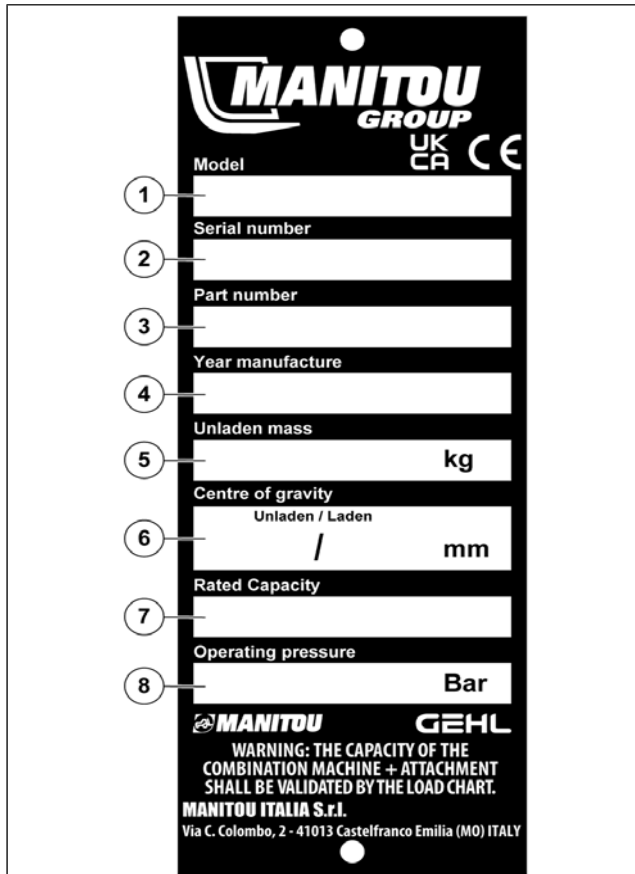 MANITOU
GROUP
UK
CA CE
Model
1
Serial number
2
Part number
3
Year manufacture
4
Unladen mass
5 kg
Centre of gravity
Unladen / Laden
6 / mm
Rated Capacity
7
Operating pressure
8 Bar
MANITOU GEHL
WARNING: THE CAPACITY OF THE
COMBINATION MACHINE + ATTACHMENT
SHALL BE VALIDATED BY THE LOAD CHART.
MANITOU ITALIA S.r.l.
Via C. Colombo, 2 - 41013 Castelfranco Emilia (MO) ITALY